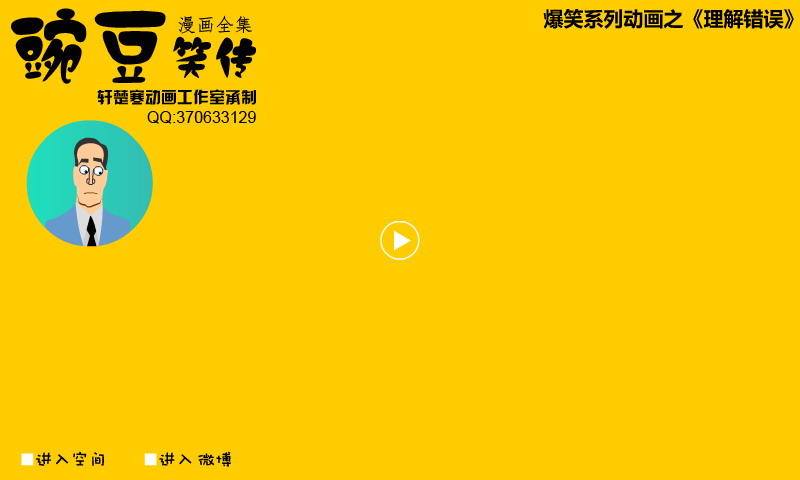 豌豆笑传
漫画全集
轩楚寒动画工作室承制
QQ:370633129
爆笑系列动画之《理解错误》
进入空间
进入微博